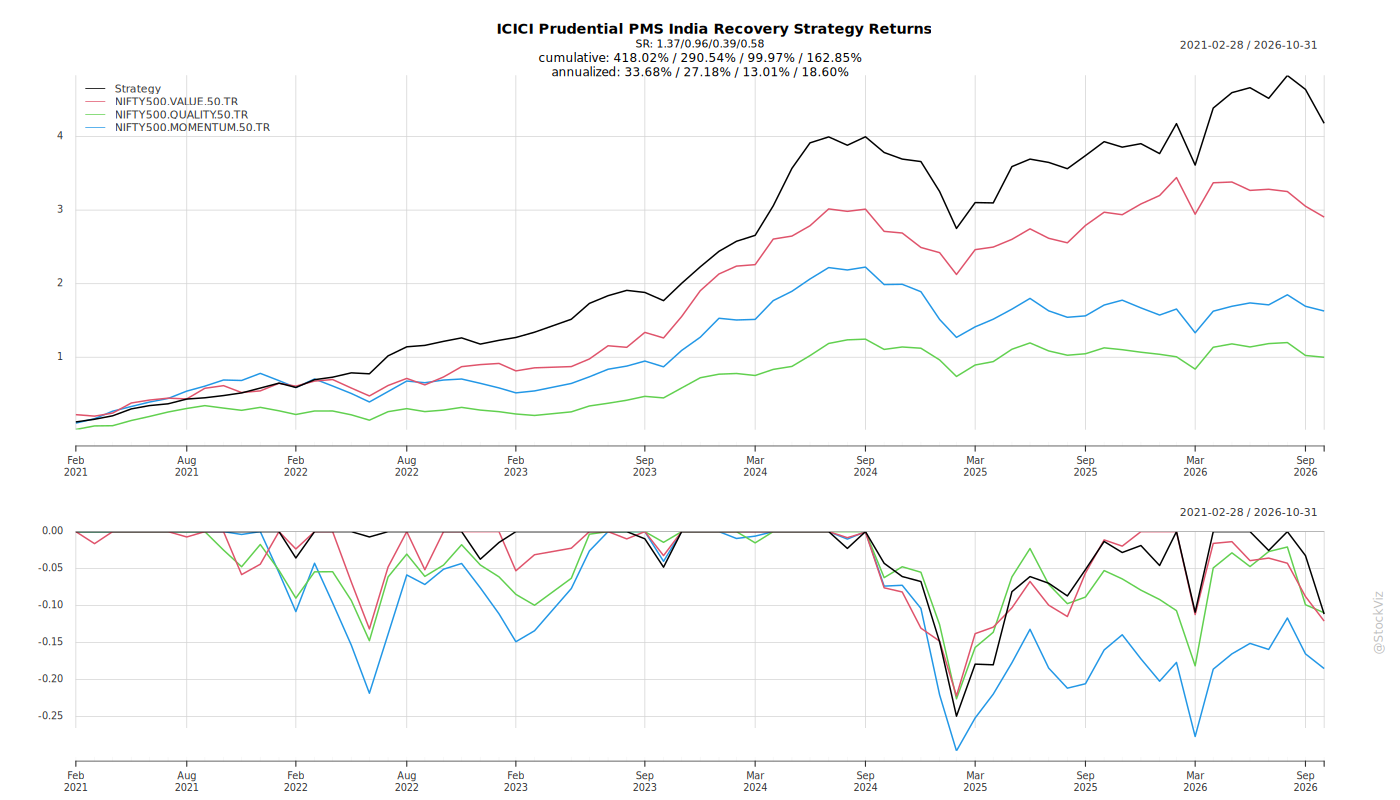 ICICI Prudential PMS India Recovery Strategy Returns
SR: 1.37/0.96/0.39/0.58
cumulative: 418.02% / 290.54% / 99.97% / 162.85%
annualized: 33.68% / 27.18% / 13.01% / 18.60%
2021-02-28 / 2026-10-31
Strategy
NIFTY500.VALUE.50.TR
NIFTY500.QUALITY.50.TR
NIFTY500.MOMENTUM.50.TR
4
3
2
1
Feb Aug Feb Aug Feb Sep Mar Sep Mar Sep Mar Sep
2021 2021 2022 2022 2023 2023 2024 2024 2025 2025 2026 2026
2021-02-28 / 2026-10-31
0.00
-0.05
-0.10
-0.15
-0.20
-0.25
Feb Aug Feb Aug Feb Sep Mar Sep Mar Sep Mar Sep
2021 2021 2022 2022 2023 2023 2024 2024 2025 2025 2026 2026
@StockViz